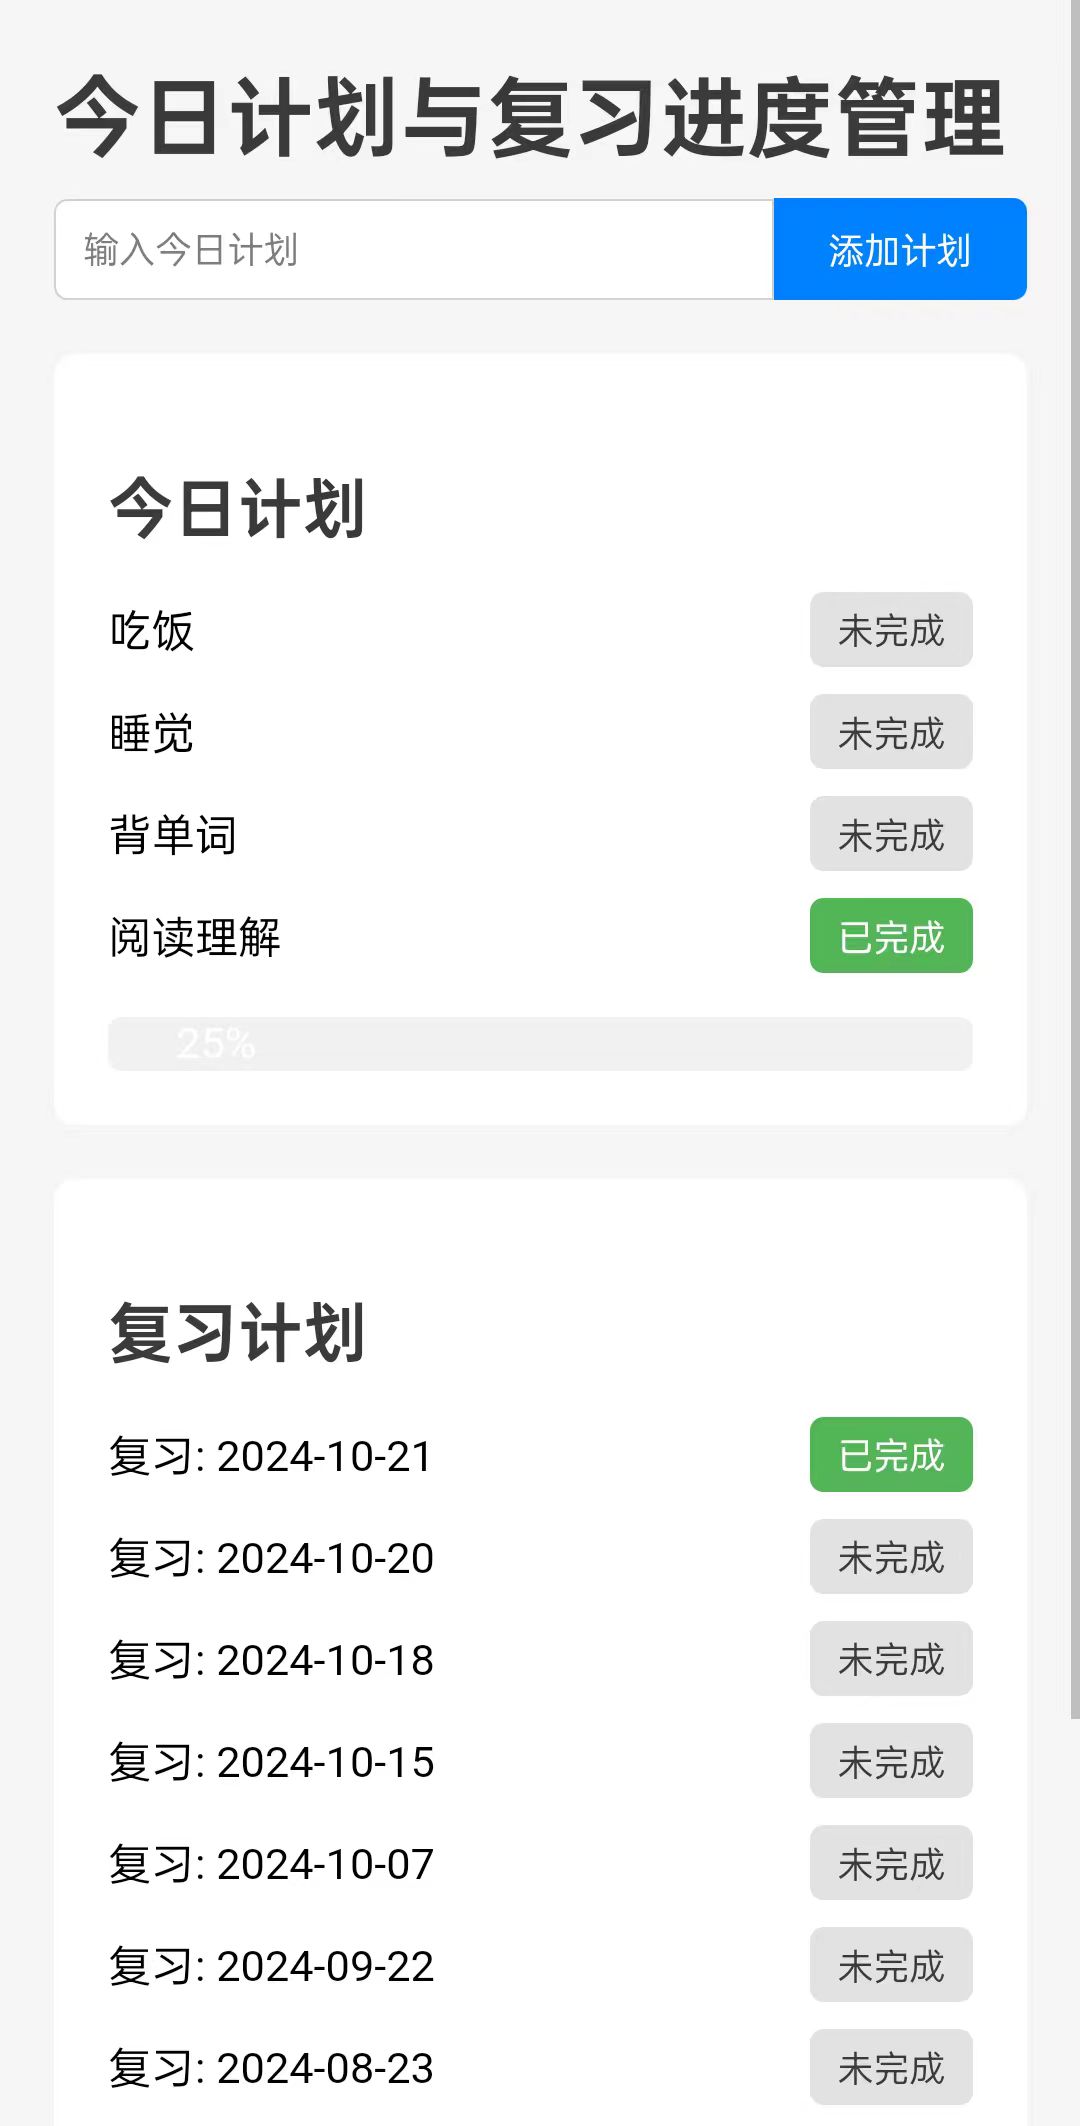 今日计划与复习进度管理
输入今日计划 添加计划
今日计划
吃饭 未完成
睡觉 未完成
背单词 未完成
阅读理解 已完成
25%
复习计划
复习: 2024-10-21 已完成
复习: 2024-10-20 未完成
复习: 2024-10-18 未完成
复习: 2024-10-15 未完成
复习: 2024-10-07 未完成
复习: 2024-09-22 未完成
复习: 2024-08-23 未完成